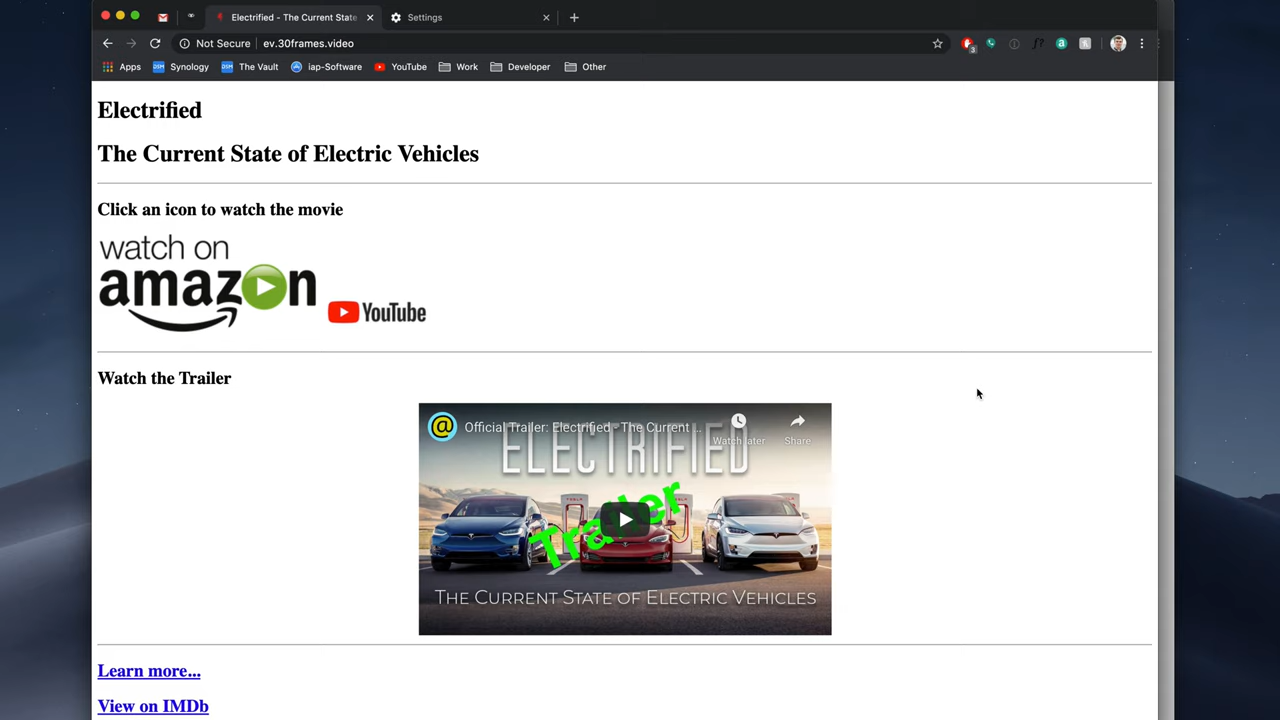 Electrified - The Current State
Settings
Not Secure
ev.30frames.video
f?
a
3
Apps
DSM Synology
DSM The Vault
iap-Software
YouTube
Work
Developer
Other
Electrified
The Current State of Electric Vehicles
Click an icon to watch the movie
watch on
amazon
YouTube
Watch the Trailer
@ Official Trailer: Electrified - The Current ...
Watch later
Share
ELECTRIFIED
Trailer
THE CURRENT STATE OF ELECTRIC VEHICLES
Learn more...
View on IMDb